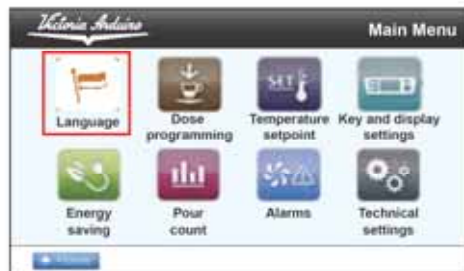 Victoria Arduino
Main Menu
Language
Dose
programming
SET
Temperature
setpoint
Key and display
settings
Energy
saving
Pour
count
Alarms
Technical
settings